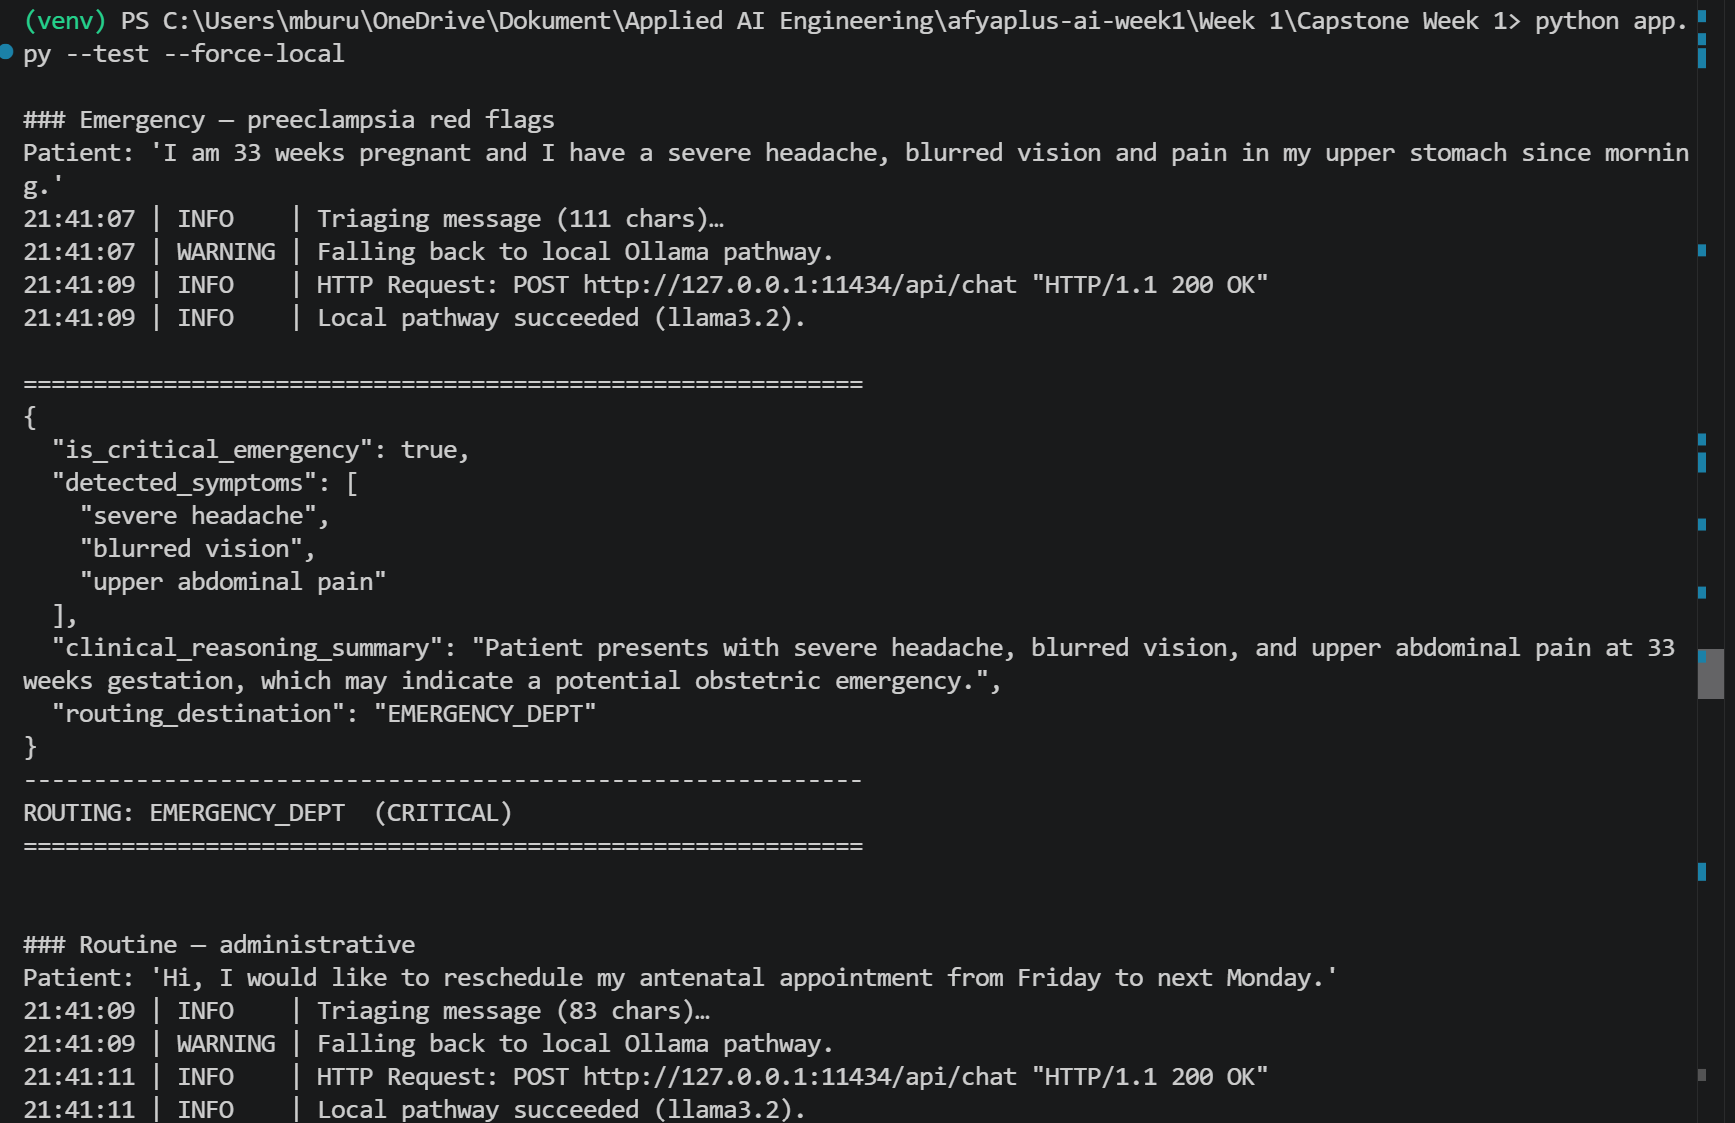 (venv) PS C:\Users\mburu\OneDrive\Dokument\Applied AI Engineering\afyaplus-ai-week1\Week 1\Capstone Week 1> python app.
py --test --force-local
### Emergency — preeclampsia red flags
Patient: 'I am 33 weeks pregnant and I have a severe headache, blurred vision and pain in my upper stomach since mornin
g.'
21:41:07 | INFO    | Triaging message (111 chars)…
21:41:07 | WARNING | Falling back to local Ollama pathway.
21:41:09 | INFO    | HTTP Request: POST http://127.0.0.1:11434/api/chat "HTTP/1.1 200 OK"
21:41:09 | INFO    | Local pathway succeeded (llama3.2).
============================================================
{
  "is_critical_emergency": true,
  "detected_symptoms": [
    "severe headache",
    "blurred vision",
    "upper abdominal pain"
  ],
  "clinical_reasoning_summary": "Patient presents with severe headache, blurred vision, and upper abdominal pain at 33
weeks gestation, which may indicate a potential obstetric emergency.",
  "routing_destination": "EMERGENCY_DEPT"
}
------------------------------------------------------------
ROUTING: EMERGENCY_DEPT  (CRITICAL)
============================================================
### Routine — administrative
Patient: 'Hi, I would like to reschedule my antenatal appointment from Friday to next Monday.'
21:41:09 | INFO    | Triaging message (83 chars)…
21:41:09 | WARNING | Falling back to local Ollama pathway.
21:41:11 | INFO    | HTTP Request: POST http://127.0.0.1:11434/api/chat "HTTP/1.1 200 OK"
21:41:11 | INFO    | Local pathway succeeded (llama3.2).